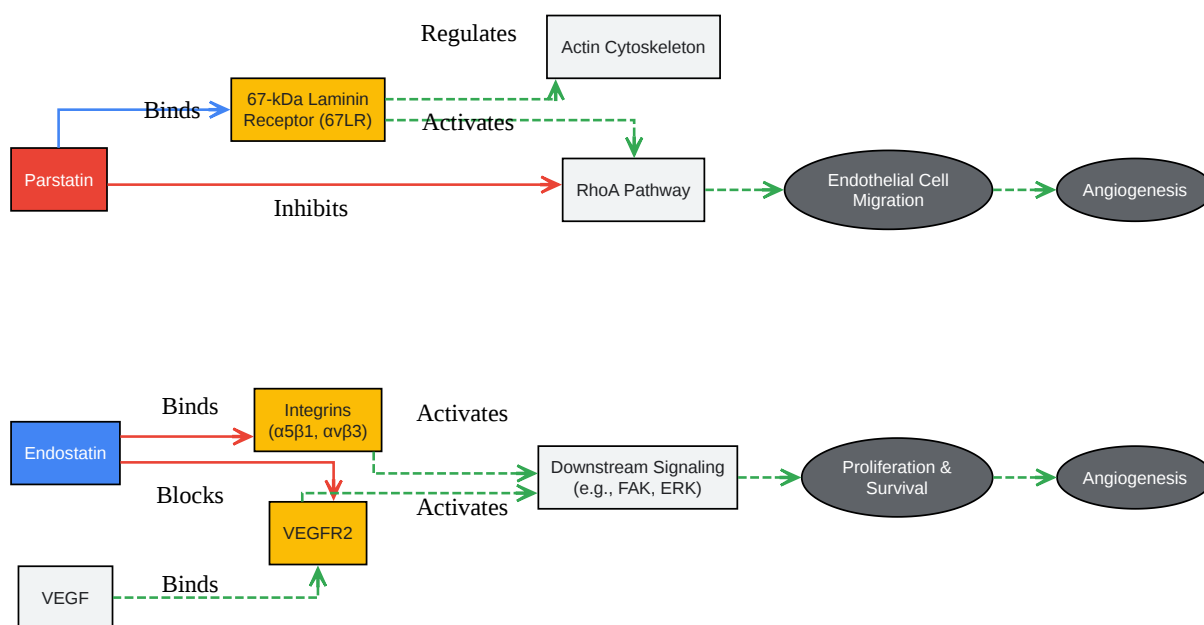 Regulates
Actin Cytoskeleton
Binds
67-kDa Laminin
Receptor (67LR)
Activates
Parstatin
Inhibits
RhoA Pathway
Endothelial Cell
Migration
Angiogenesis
Binds
Integrins
(α5β1, αvβ3)
Activates
Endostatin
Blocks
VEGFR2
Activates
Downstream Signaling
(e.g., FAK, ERK)
Proliferation &
Survival
Angiogenesis
VEGF
Binds